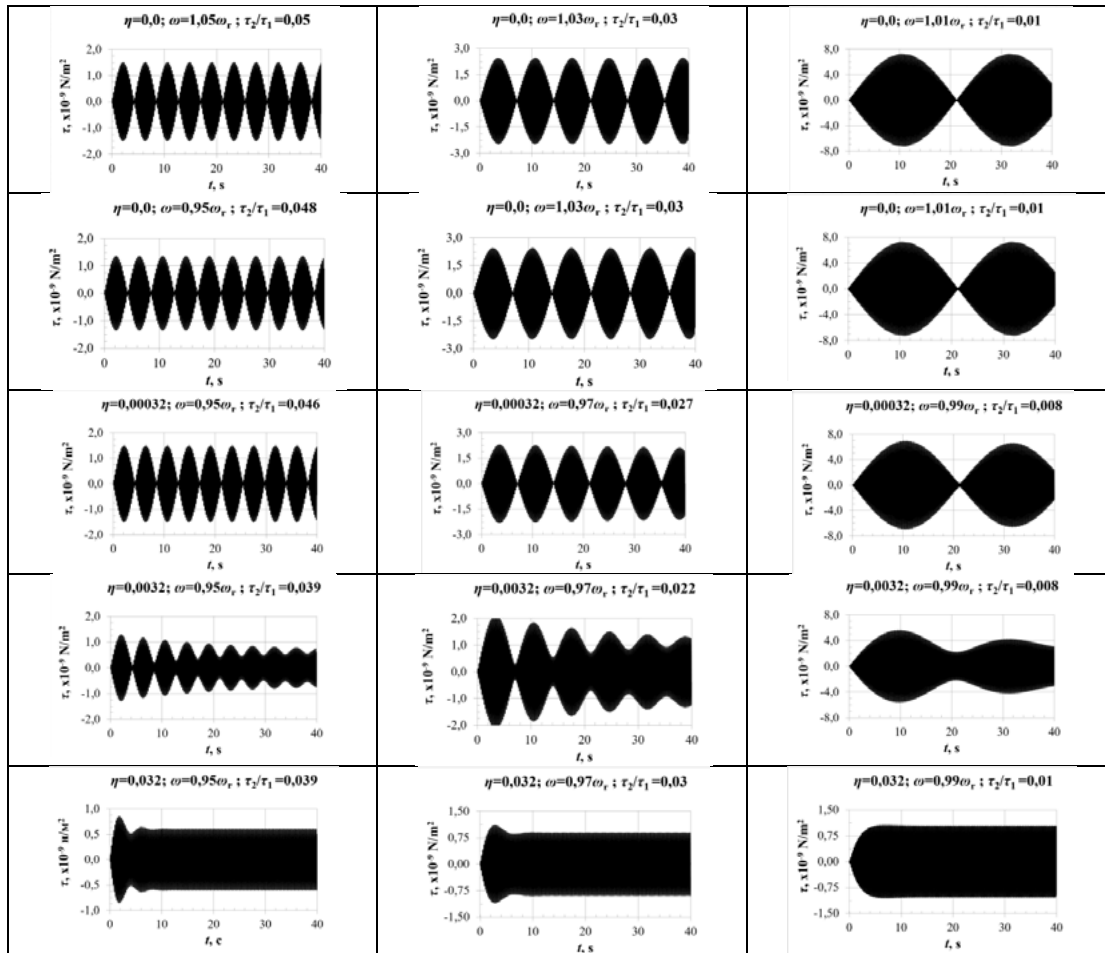 η=0,0; ω=1,05ωᵣ ; τ₂/τ₁=0,05
τ, x10⁻⁹ N/m²
2,0
1,0
0,0
-1,0
-2,0
0 10 20 30 40
t, s
η=0,0; ω=1,03ωᵣ ; τ₂/τ₁=0,03
τ, x10⁻⁹ N/m²
3,0
1,5
0,0
-1,5
-3,0
0 10 20 30 40
t, s
η=0,0; ω=1,01ωᵣ ; τ₂/τ₁=0,01
τ, x10⁻⁹ N/m²
8,0
4,0
0,0
-4,0
-8,0
0 10 20 30 40
t, s
η=0,0; ω=0,95ωᵣ ; τ₂/τ₁=0,048
τ, x10⁻⁹ N/m²
2,0
1,0
0,0
-1,0
-2,0
0 10 20 30 40
t, s
η=0,0; ω=1,03ωᵣ ; τ₂/τ₁=0,03
τ, x10⁻⁹ N/m²
3,0
1,5
0,0
-1,5
-3,0
0 10 20 30 40
t, s
η=0,0; ω=1,01ωᵣ ; τ₂/τ₁=0,01
τ, x10⁻⁹ N/m²
8,0
4,0
0,0
-4,0
-8,0
0 10 20 30 40
t, s
η=0,00032; ω=0,95ωᵣ ; τ₂/τ₁=0,046
τ, x10⁻⁹ N/m²
2,0
1,0
0,0
-1,0
-2,0
0 10 20 30 40
t, s
η=0,00032; ω=0,97ωᵣ ; τ₂/τ₁=0,027
τ, x10⁻⁹ N/m²
3,0
1,5
0,0
-1,5
-3,0
0 10 20 30 40
t, s
η=0,00032; ω=0,99ωᵣ ; τ₂/τ₁=0,008
τ, x10⁻⁹ N/m²
8,0
4,0
0,0
-4,0
-8,0
0 10 20 30 40
t, s
η=0,0032; ω=0,95ωᵣ ; τ₂/τ₁=0,039
τ, x10⁻⁹ N/m²
2,0
1,0
0,0
-1,0
-2,0
0 10 20 30 40
t, s
η=0,0032; ω=0,97ωᵣ ; τ₂/τ₁=0,022
τ, x10⁻⁹ N/m²
2,0
1,0
0,0
-1,0
-2,0
0 10 20 30 40
t, s
η=0,0032; ω=0,99ωᵣ ; τ₂/τ₁=0,008
τ, x10⁻⁹ N/m²
8,0
4,0
0,0
-4,0
-8,0
0 10 20 30 40
t, s
η=0,032; ω=0,95ωᵣ ; τ₂/τ₁=0,039
τ, x10⁻⁹ н/м²
1,0
0,5
0,0
-0,5
-1,0
0 10 20 30 40
t, c
η=0,032; ω=0,97ωᵣ ; τ₂/τ₁=0,03
τ, x10⁻⁹ N/m²
1,50
0,75
0,00
-0,75
-1,50
0 10 20 30 40
t, s
η=0,032; ω=0,99ωᵣ ; τ₂/τ₁=0,01
τ, x10⁻⁹ N/m²
1,50
0,75
0,00
-0,75
-1,50
0 10 20 30 40
t, s